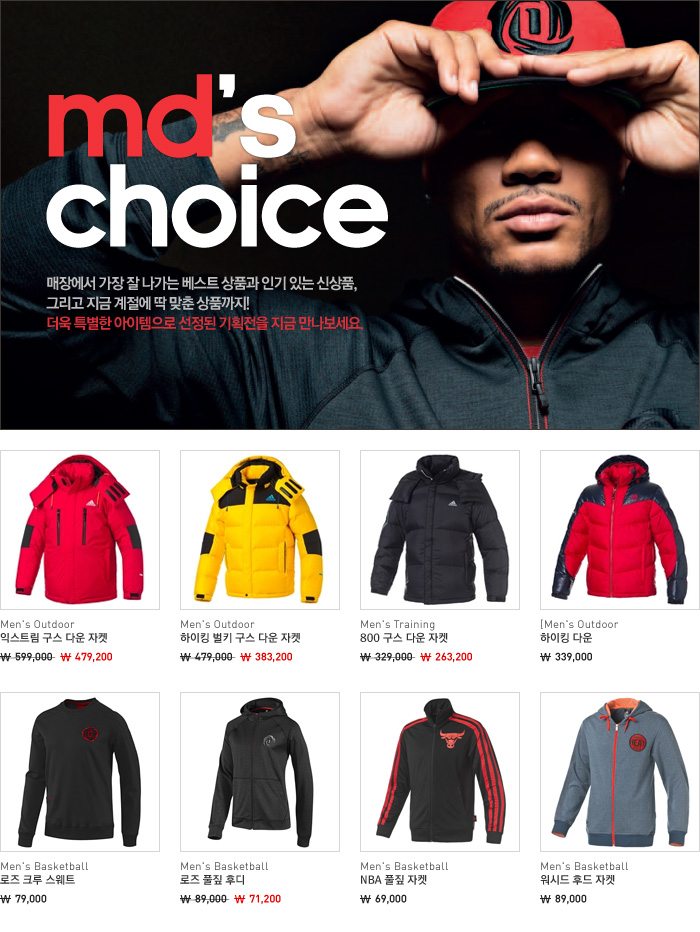 md's
choice
매장에서 가장 잘 나가는 베스트 상품과 인기 있는 신상품,
그리고 지금 계절에 딱 맞춘 상품까지!
더욱 특별한 아이템으로 선정된 기획전을 지금 만나보세요.
Men's Outdoor
익스트림 구스 다운 자켓
₩ 599,000 ₩ 479,200
Men's Outdoor
하이킹 벌키 구스 다운 자켓
₩ 479,000 ₩ 383,200
Men's Training
800 구스 다운 자켓
₩ 329,000 ₩ 263,200
[Men's Outdoor
하이킹 다운
₩ 339,000
Men's Basketball
로즈 크루 스웨트
₩ 79,000
Men's Basketball
로즈 풀짚 후디
₩ 89,000 ₩ 71,200
Men's Basketball
NBA 풀짚 자켓
₩ 69,000
Men's Basketball
워시드 후드 자켓
₩ 89,000